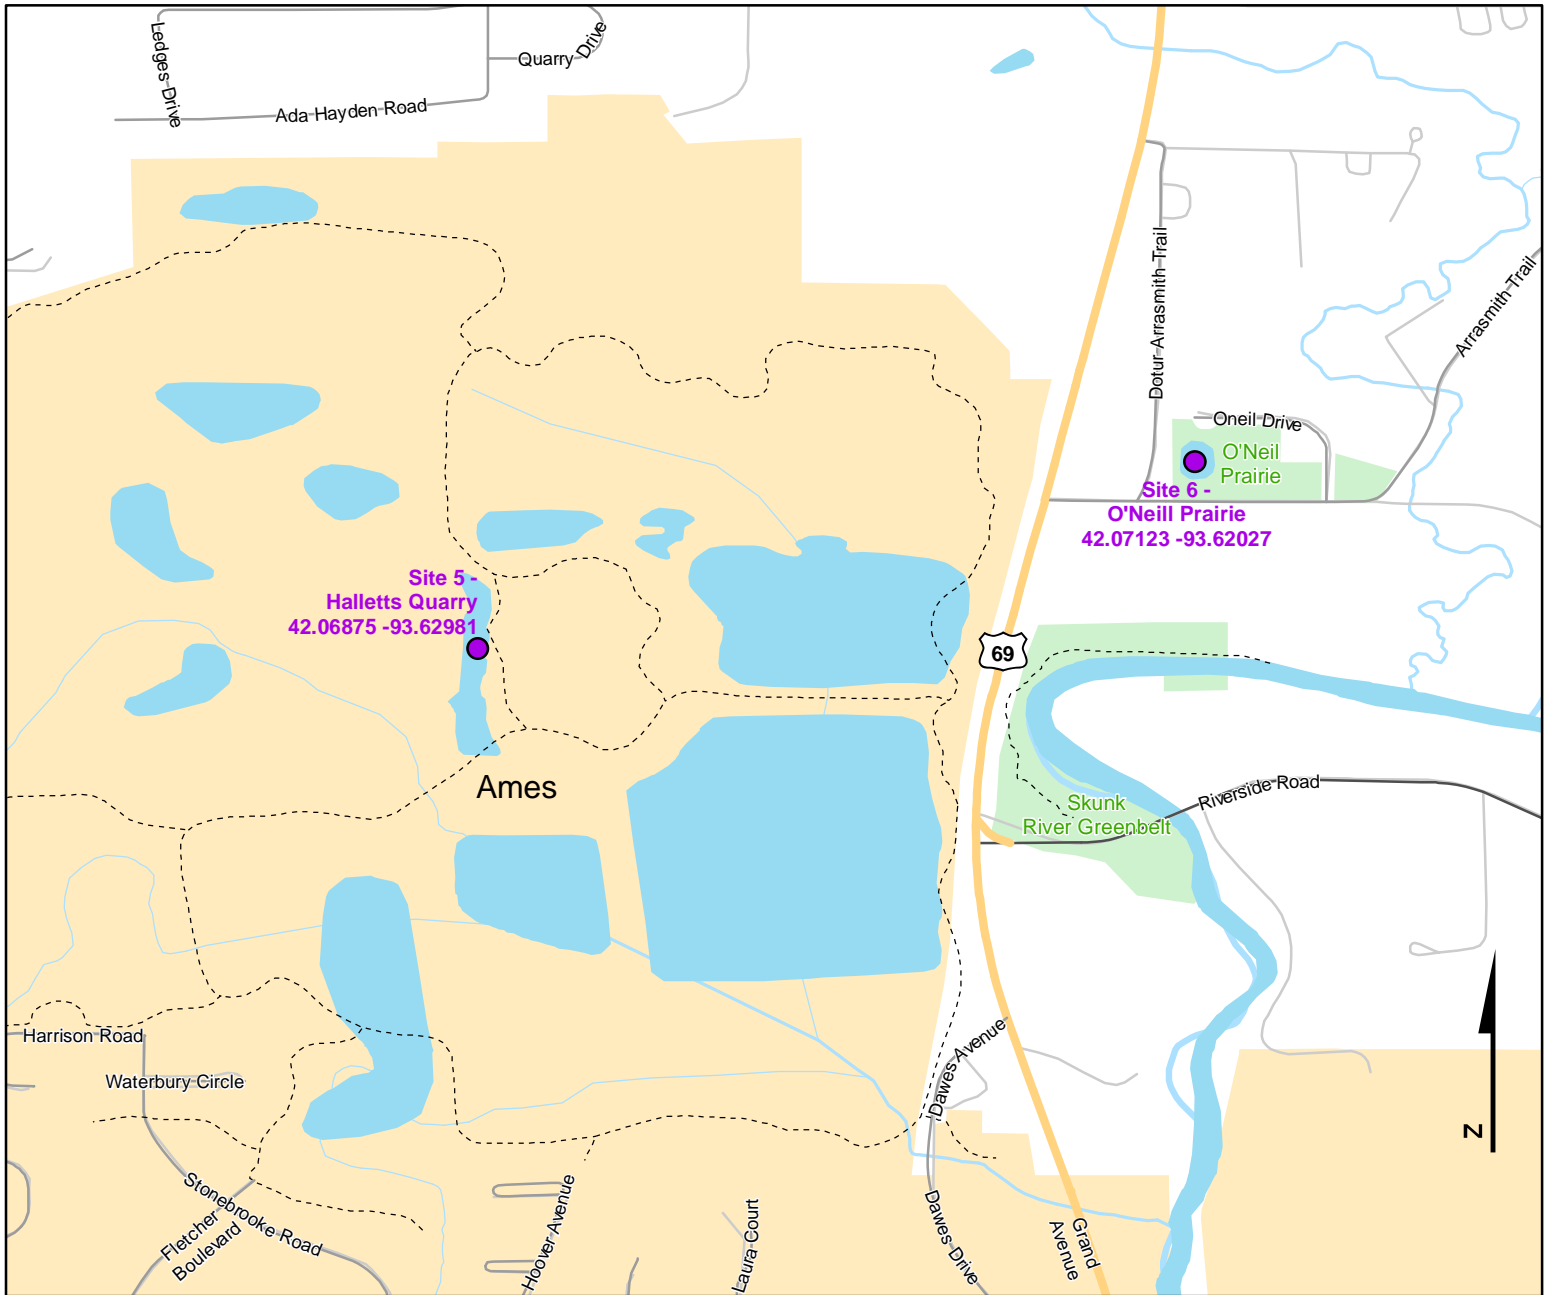 Ledges Drive
Quarry Drive
Ada Hayden Road
Dotur Arrasmith Trail
Arrasmith Trail
Oneil Drive
O'Neil
Prairie
Site 6 -
O'Neill Prairie
42.07123 -93.62027
Site 5 -
Halletts Quarry
42.06875 -93.62981
69
Ames
Skunk
River Greenbelt
Riverside Road
Harrison Road
Waterbury Circle
Dawes Avenue
Stonebrooke Road
Fletcher
Boulevard
Hoover Avenue
Laura Court
Dawes Drive
Grand
Avenue
N